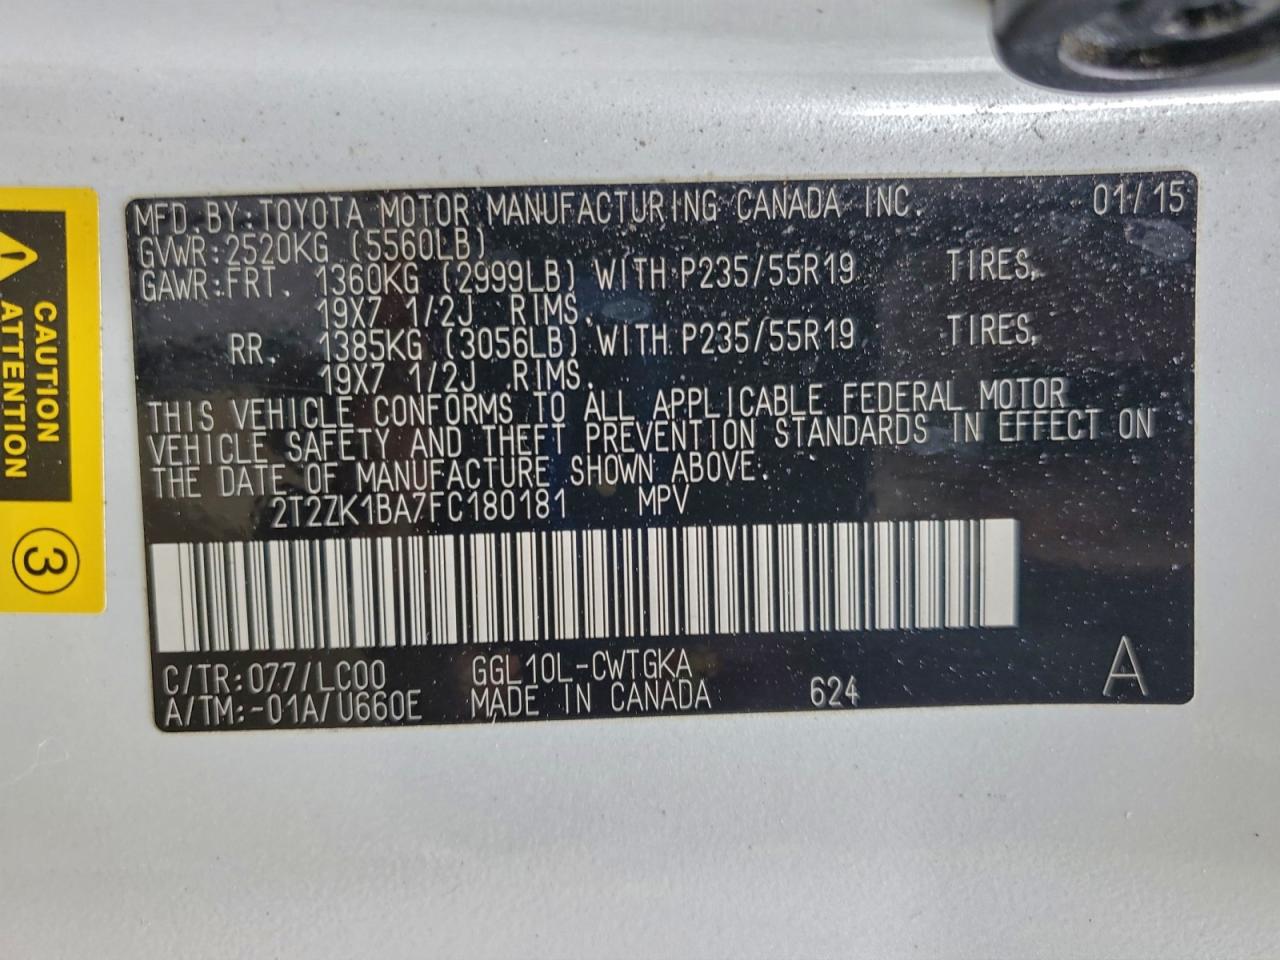 MFD.BY:TOYOTA MOTOR MANUFACTURING CANADA INC. 01/15
GVWR:2520KG (5560LB)
GAWR:FRT. 1360KG (2999LB) WITH P235/55R19 TIRES,
19X7 1/2J RIMS.
RR. 1385KG (3056LB) WITH P235/55R19 TIRES,
19X7 1/2J RIMS.
THIS VEHICLE CONFORMS TO ALL APPLICABLE FEDERAL MOTOR
VEHICLE SAFETY AND THEFT PREVENTION STANDARDS IN EFFECT ON
THE DATE OF MANUFACTURE SHOWN ABOVE.
2T2ZK1BA7FC180181 MPV
C/TR:077/LC00 GGL10L-CWTGKA
A/TM:-01A/U660E MADE IN CANADA 624 A
CAUTION
ATTENTION
3